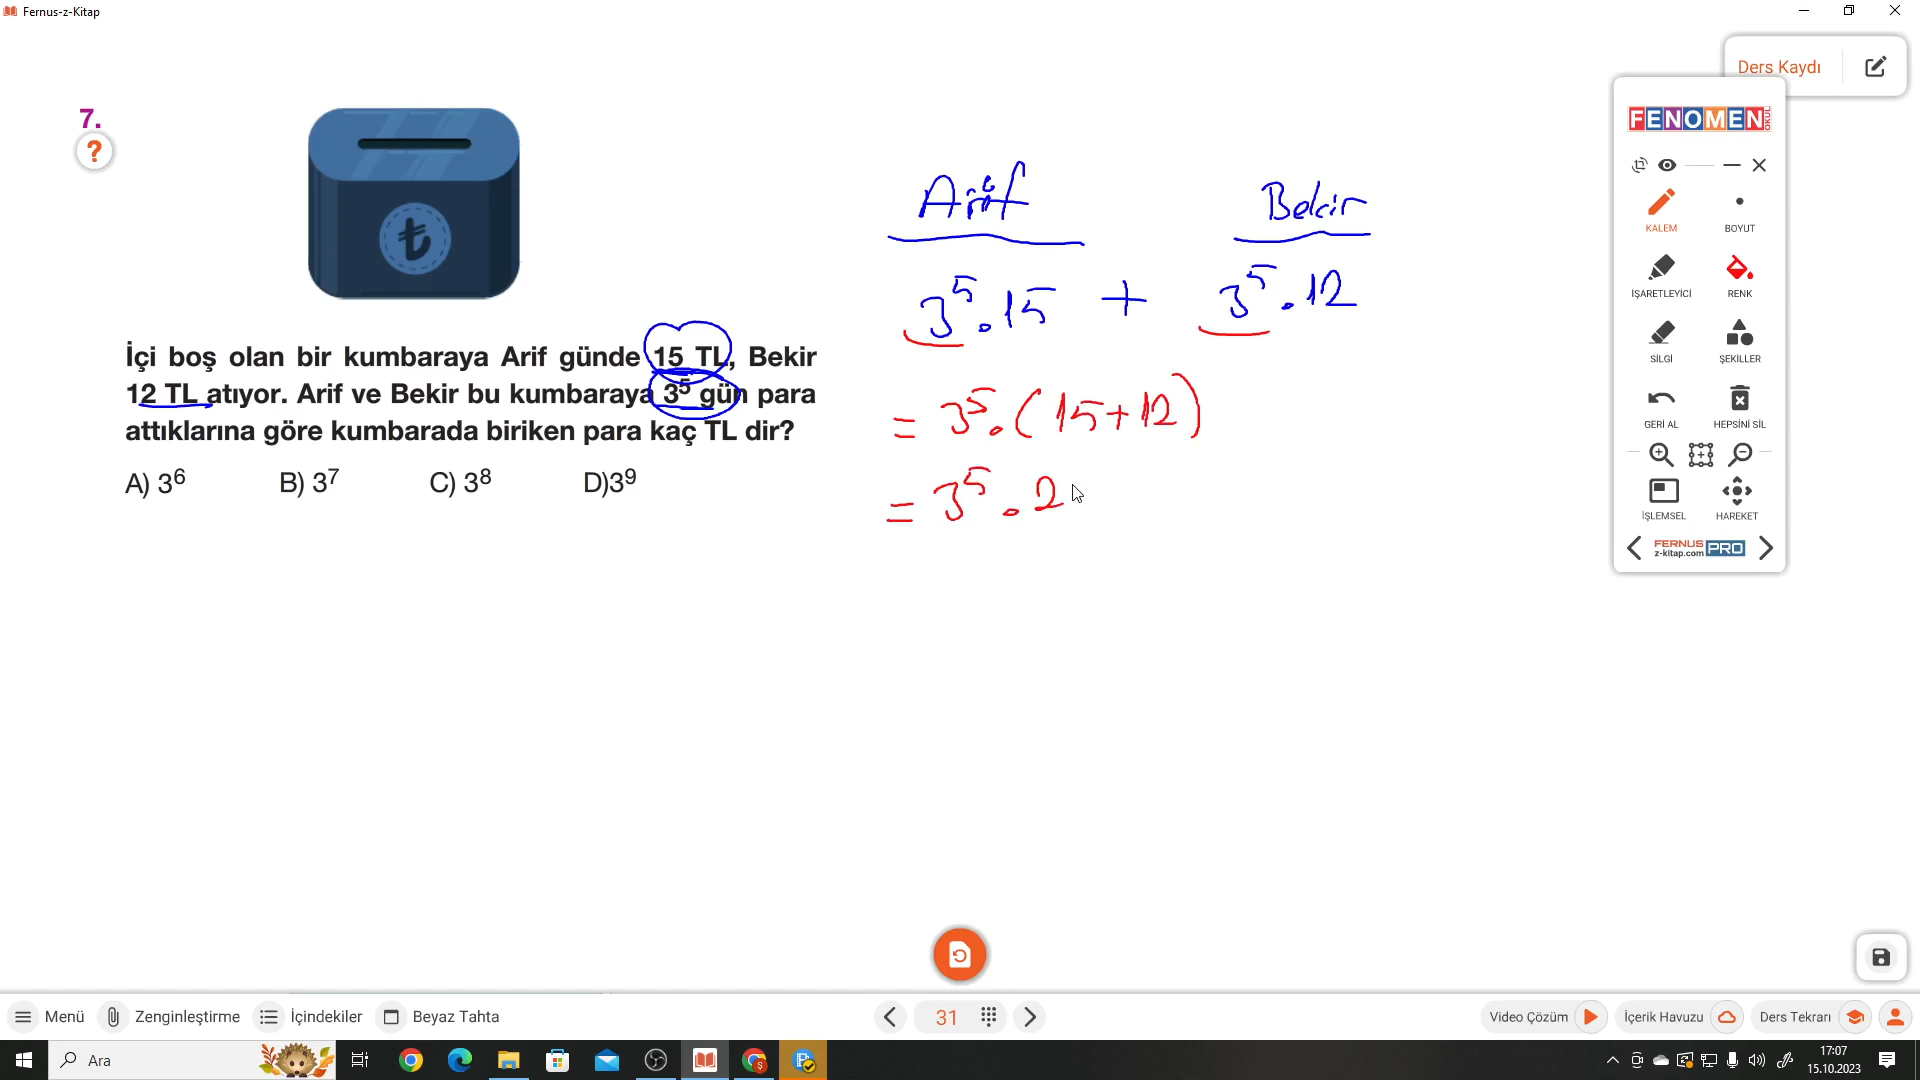 Fernus-z-Kitap
Ders Kaydı
7.
?
İçi boş olan bir kumbaraya Arif günde 15 TL, Bekir
12 TL atıyor. Arif ve Bekir bu kumbaraya 3⁵ gün para
attıklarına göre kumbarada biriken para kaç TL dir?
A) 3⁶ B) 3⁷ C) 3⁸ D)3⁹
Arif Bekir
3⁵.15 + 3⁵.12
= 3⁵.(15+12)
= 3⁵.2
FENOMEN OKUL
KALEM BOYUT
İŞARETLEYİCİ RENK
SİLGİ ŞEKİLLER
GERİ AL HEPSİNİ SİL
İŞLEMSEL HAREKET
FERNUS
z-kitap.com PRO
Menü Zenginleştirme İçindekiler Beyaz Tahta 31 Video Çözüm İçerik Havuzu Ders Tekrarı
Ara
17:07
15.10.2023